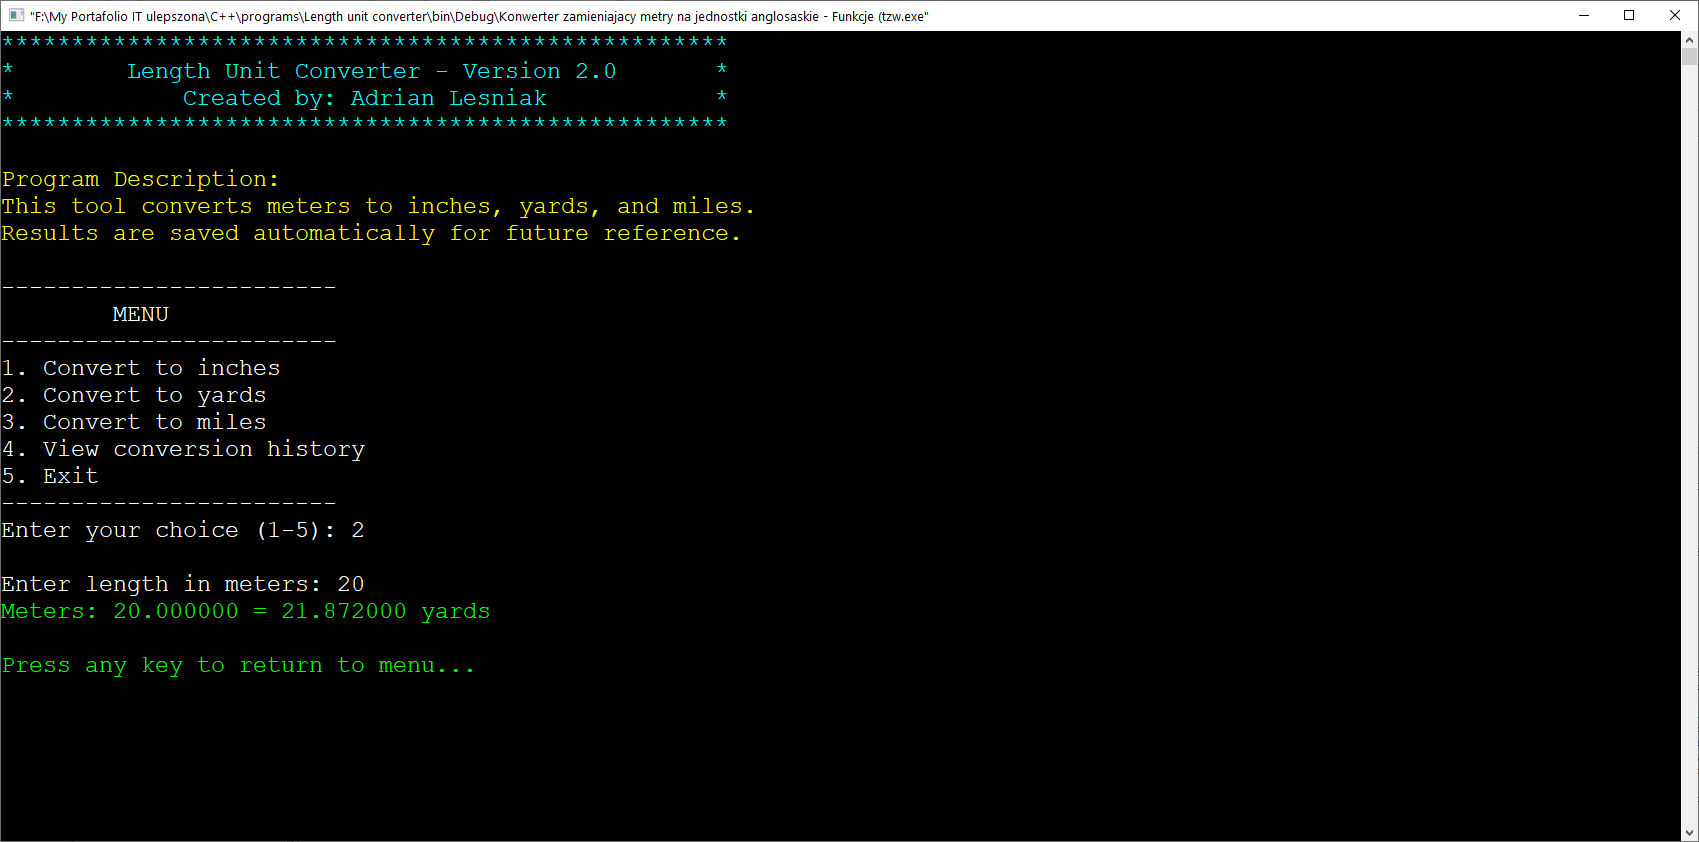 "F:\My Portafolio IT ulepszona\C++\programs\Length unit converter\bin\Debug\Konwerter zamieniajacy metry na jednostki anglosaskie - Funkcje (tzw.exe"
****************************************************
*        Length Unit Converter - Version 2.0       *
*            Created by: Adrian Lesniak            *
****************************************************
Program Description:
This tool converts meters to inches, yards, and miles.
Results are saved automatically for future reference.
------------------------
        MENU
------------------------
1. Convert to inches
2. Convert to yards
3. Convert to miles
4. View conversion history
5. Exit
------------------------
Enter your choice (1-5): 2
Enter length in meters: 20
Meters: 20.000000 = 21.872000 yards
Press any key to return to menu...